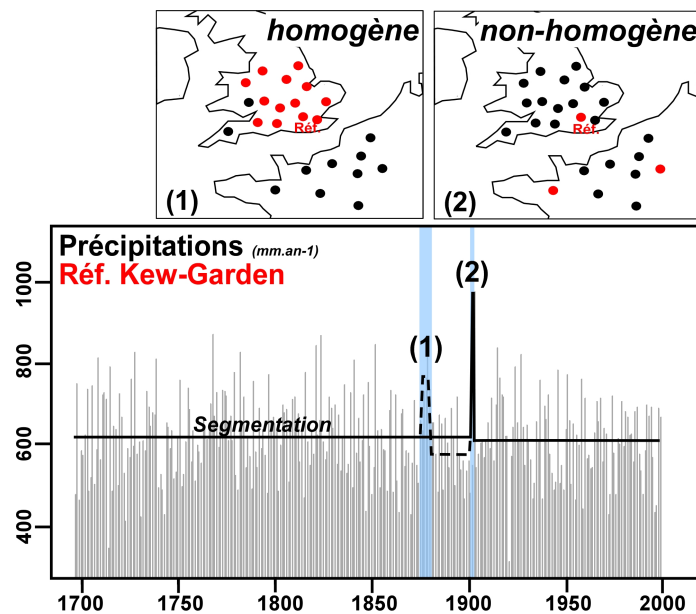 homogène
non-homogène
Réf.
Réf.
(1)
(2)
Précipitations (mm.an-1)
Réf. Kew-Garden
(2)
(1)
Segmentation
1000
800
600
400
1700
1750
1800
1850
1900
1950
2000